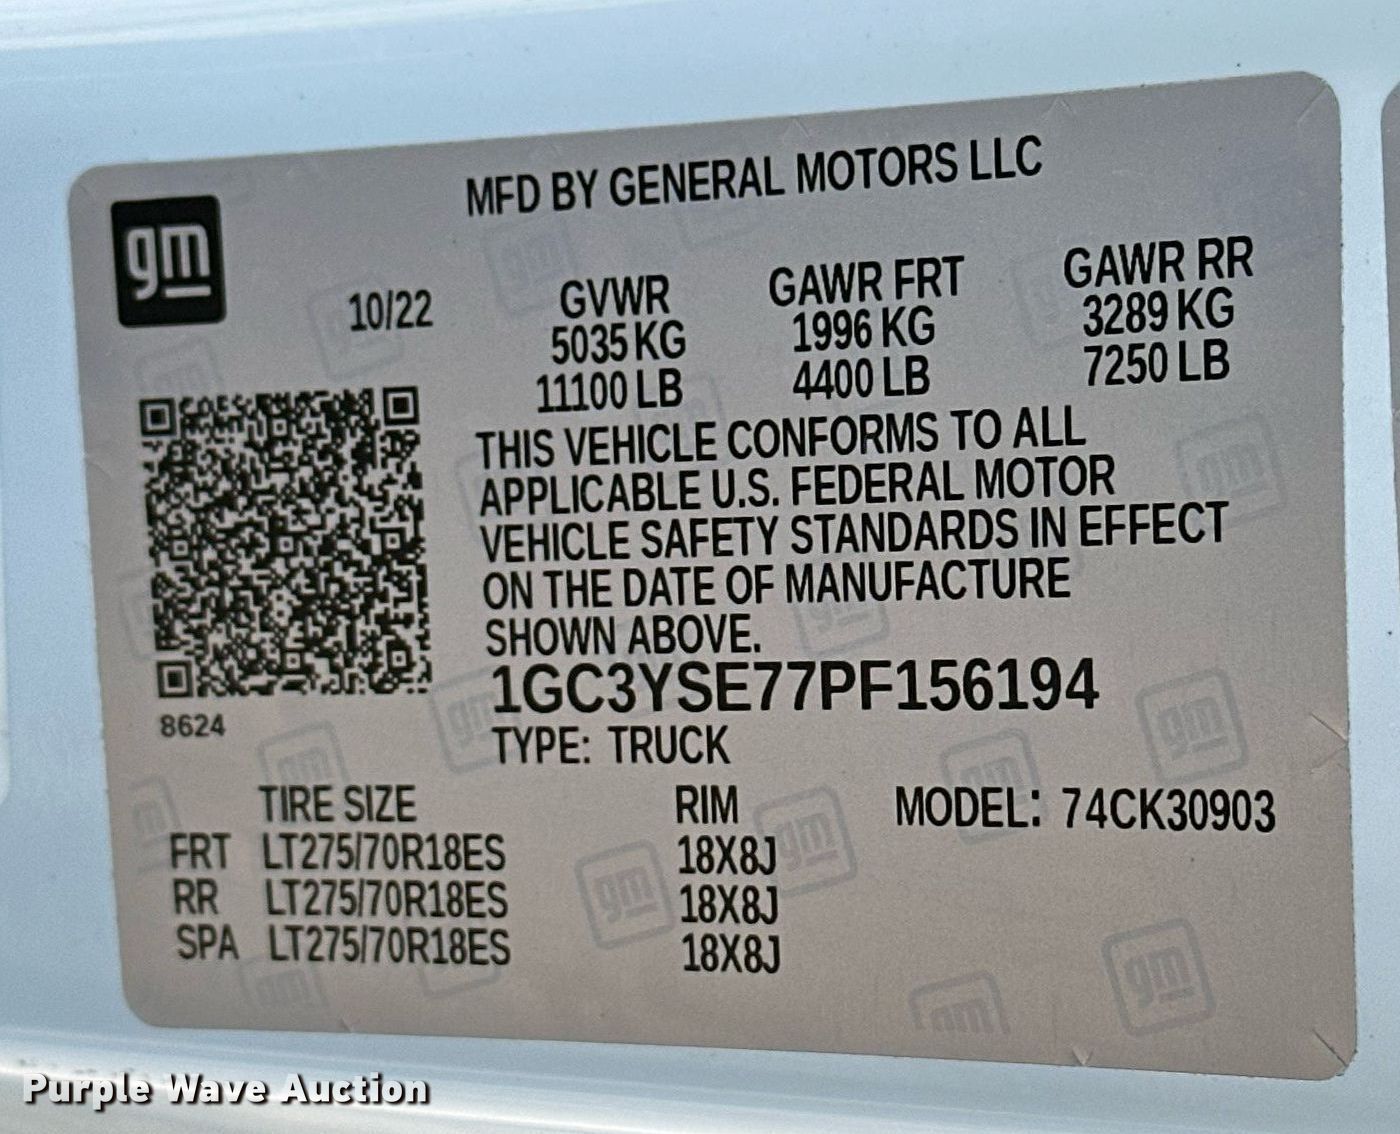 MFD BY GENERAL MOTORS LLC
gm
10/22
GVWR GAWR FRT GAWR RR
5035 KG 1996 KG 3289 KG
11100 LB 4400 LB 7250 LB
THIS VEHICLE CONFORMS TO ALL
APPLICABLE U.S. FEDERAL MOTOR
VEHICLE SAFETY STANDARDS IN EFFECT
ON THE DATE OF MANUFACTURE
SHOWN ABOVE.
1GC3YSE77PF156194
8624
TYPE: TRUCK
TIRE SIZE RIM MODEL: 74CK30903
FRT LT275/70R18ES 18X8J
RR LT275/70R18ES 18X8J
SPA LT275/70R18ES 18X8J
Purple Wave Auction